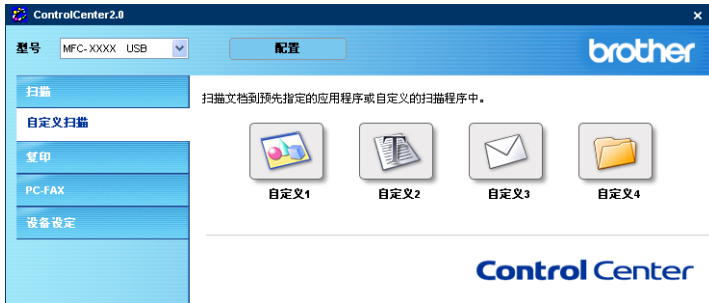 ControlCenter2.0
型号 MFC-XXXX USB 配置 brother
扫描
自定义扫描
复印
PC-FAX
设备设定
扫描文档到预先指定的应用程序或自定义的扫描程序中。
自定义1 自定义2 自定义3 自定义4
Control Center